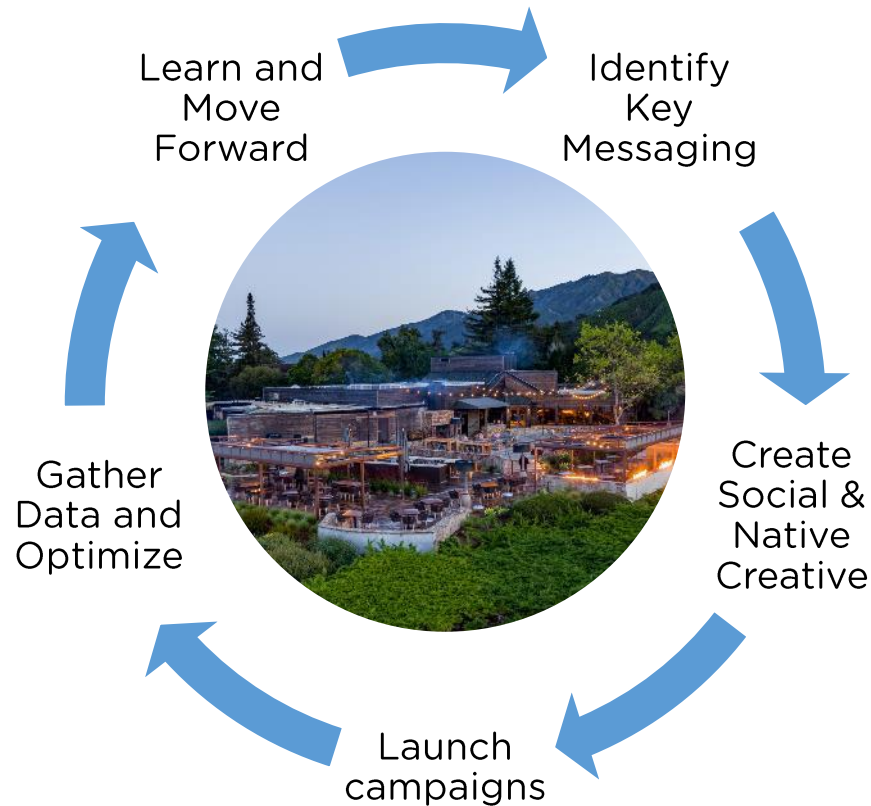 Learn and
Move
Forward
Identify
Key
Messaging
Create
Social &
Native
Creative
Launch
campaigns
Gather
Data and
Optimize